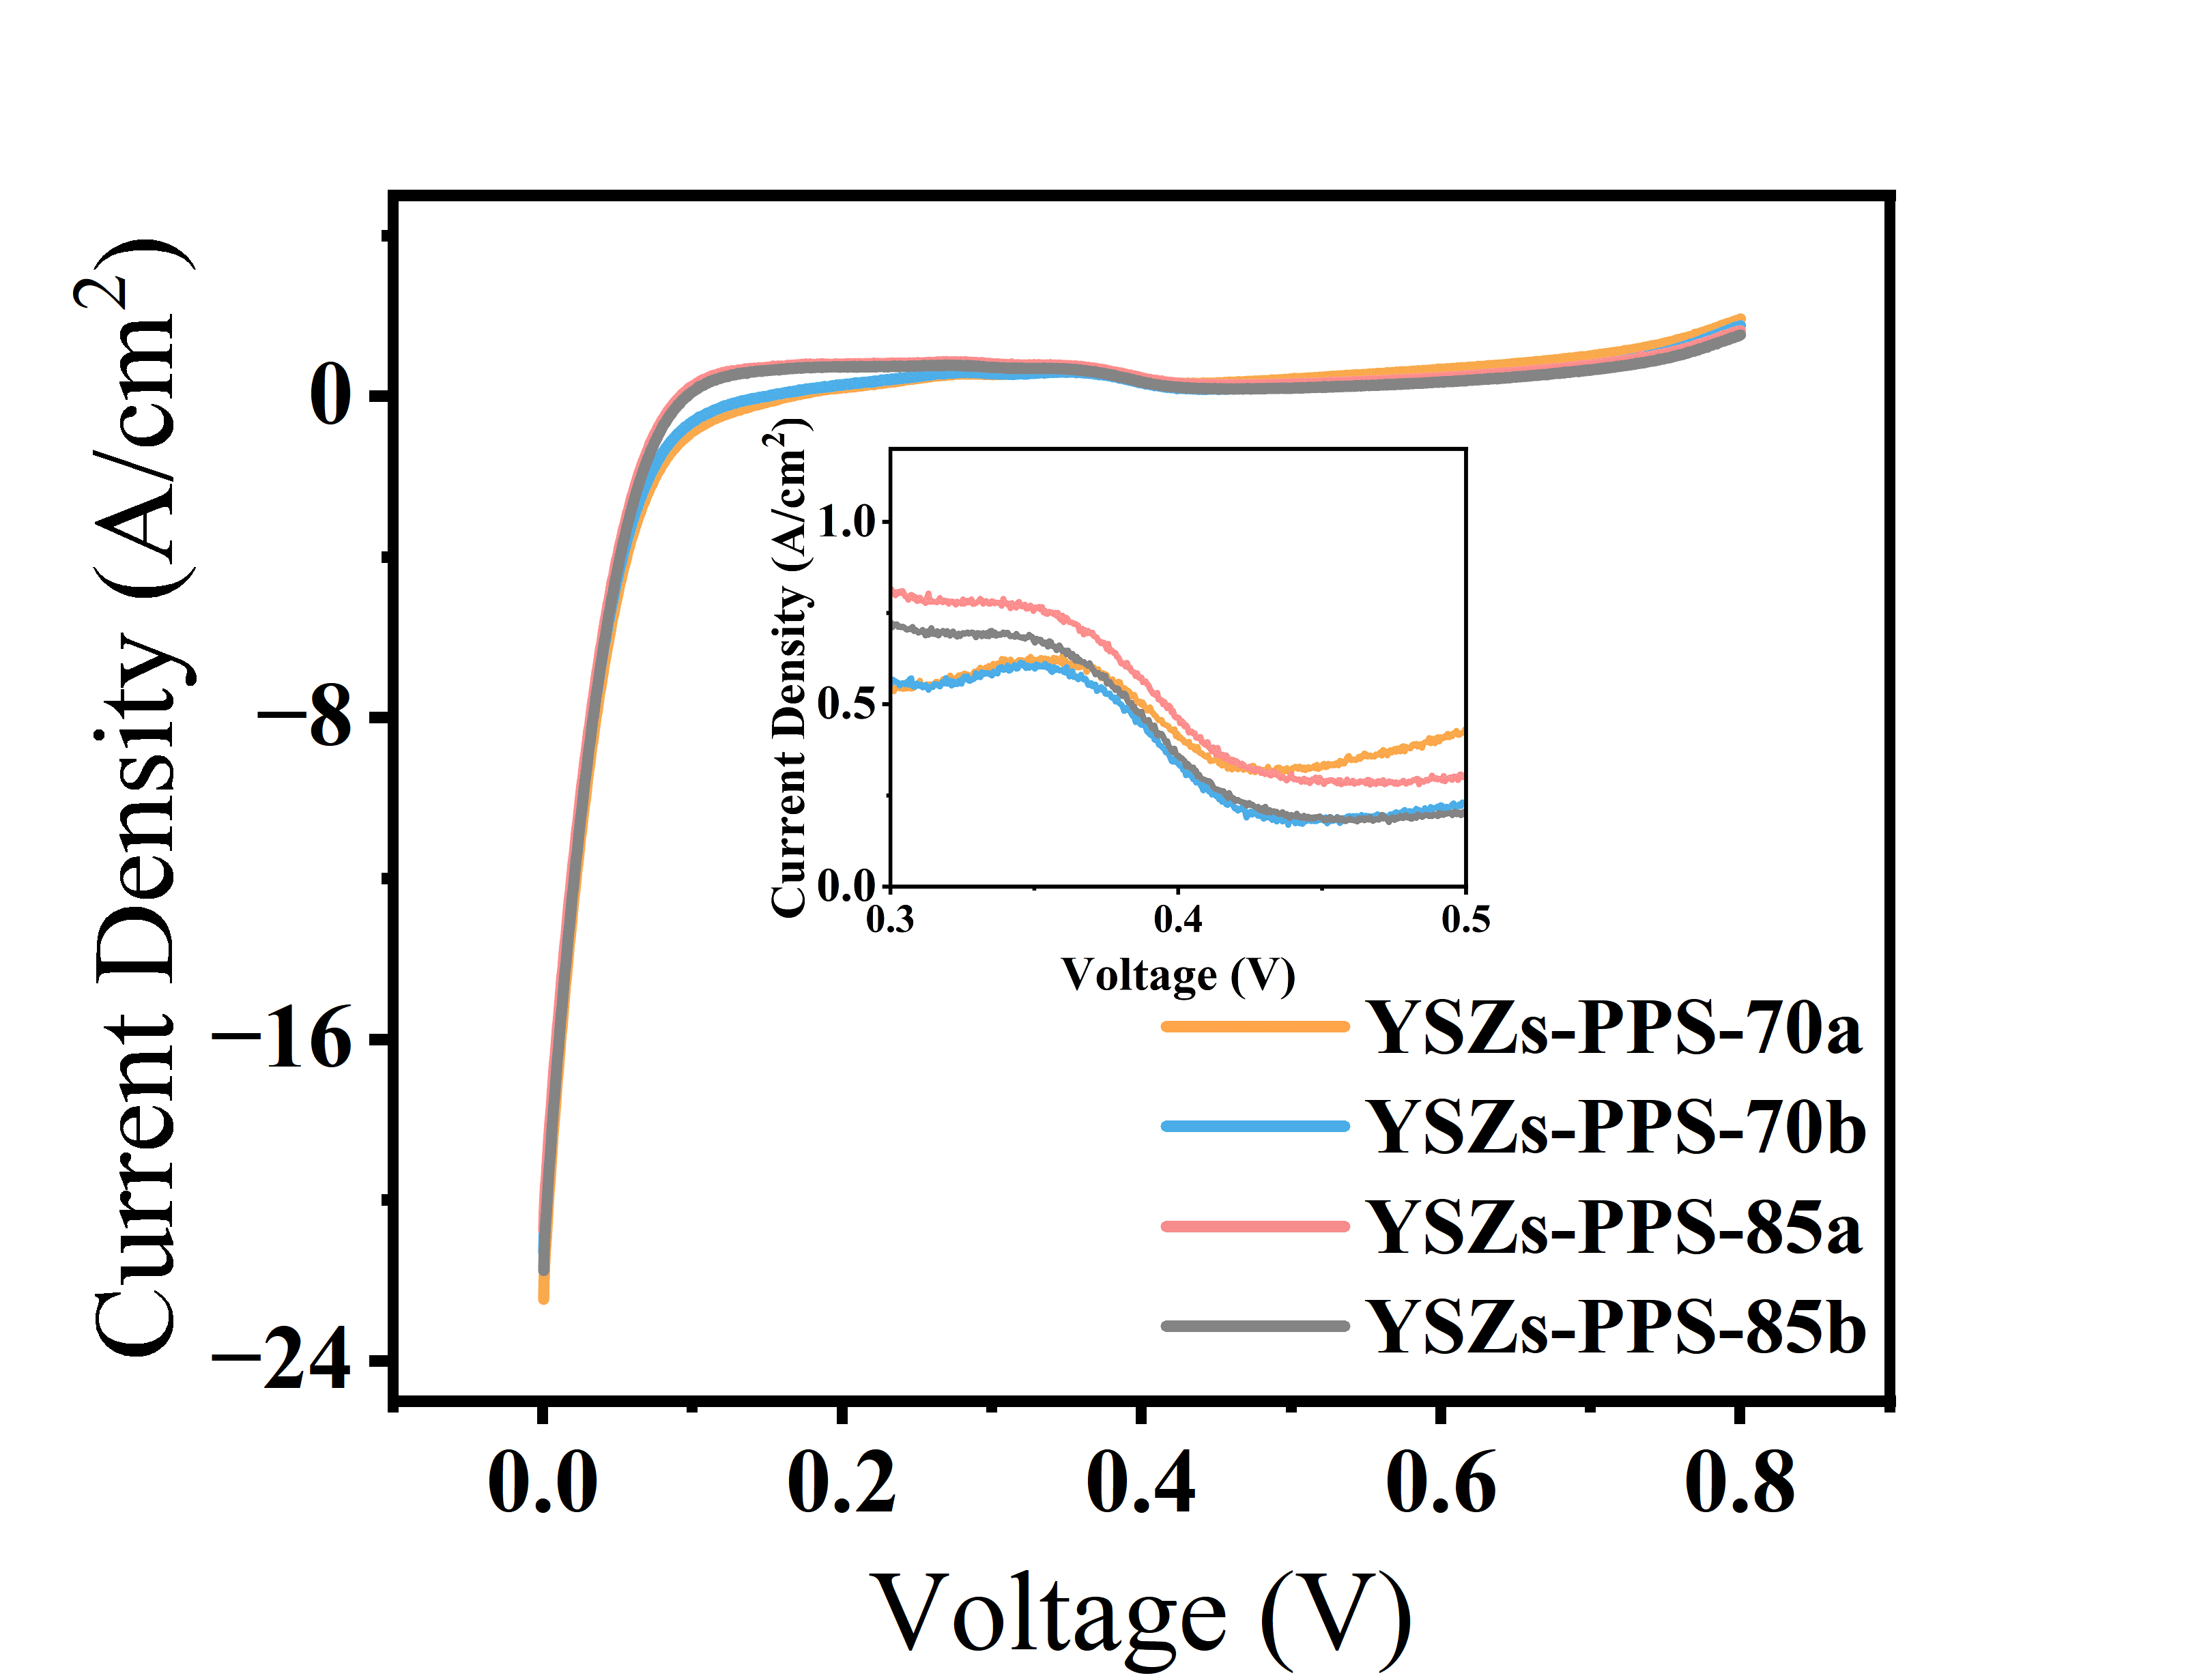 Current Density (A/cm²)
0
−8
−16
−24
0.0 0.2 0.4 0.6 0.8
Voltage (V)
Current Density (A/cm²)
1.0
0.5
0.0
0.3 0.4 0.5
Voltage (V)
YSZs-PPS-70a
YSZs-PPS-70b
YSZs-PPS-85a
YSZs-PPS-85b